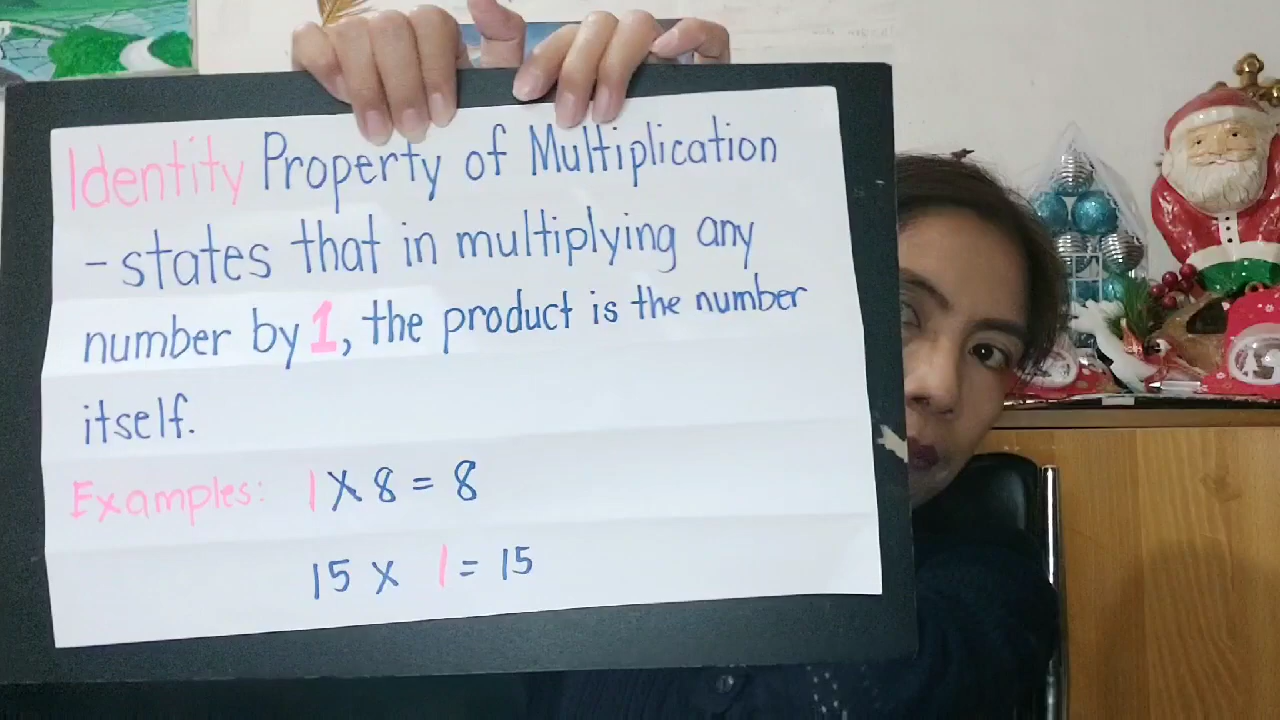 Identity Property of Multiplication
- states that in multiplying any
number by 1, the product is the number
itself.
Examples: 1 X 8 = 8
15 X 1 = 15